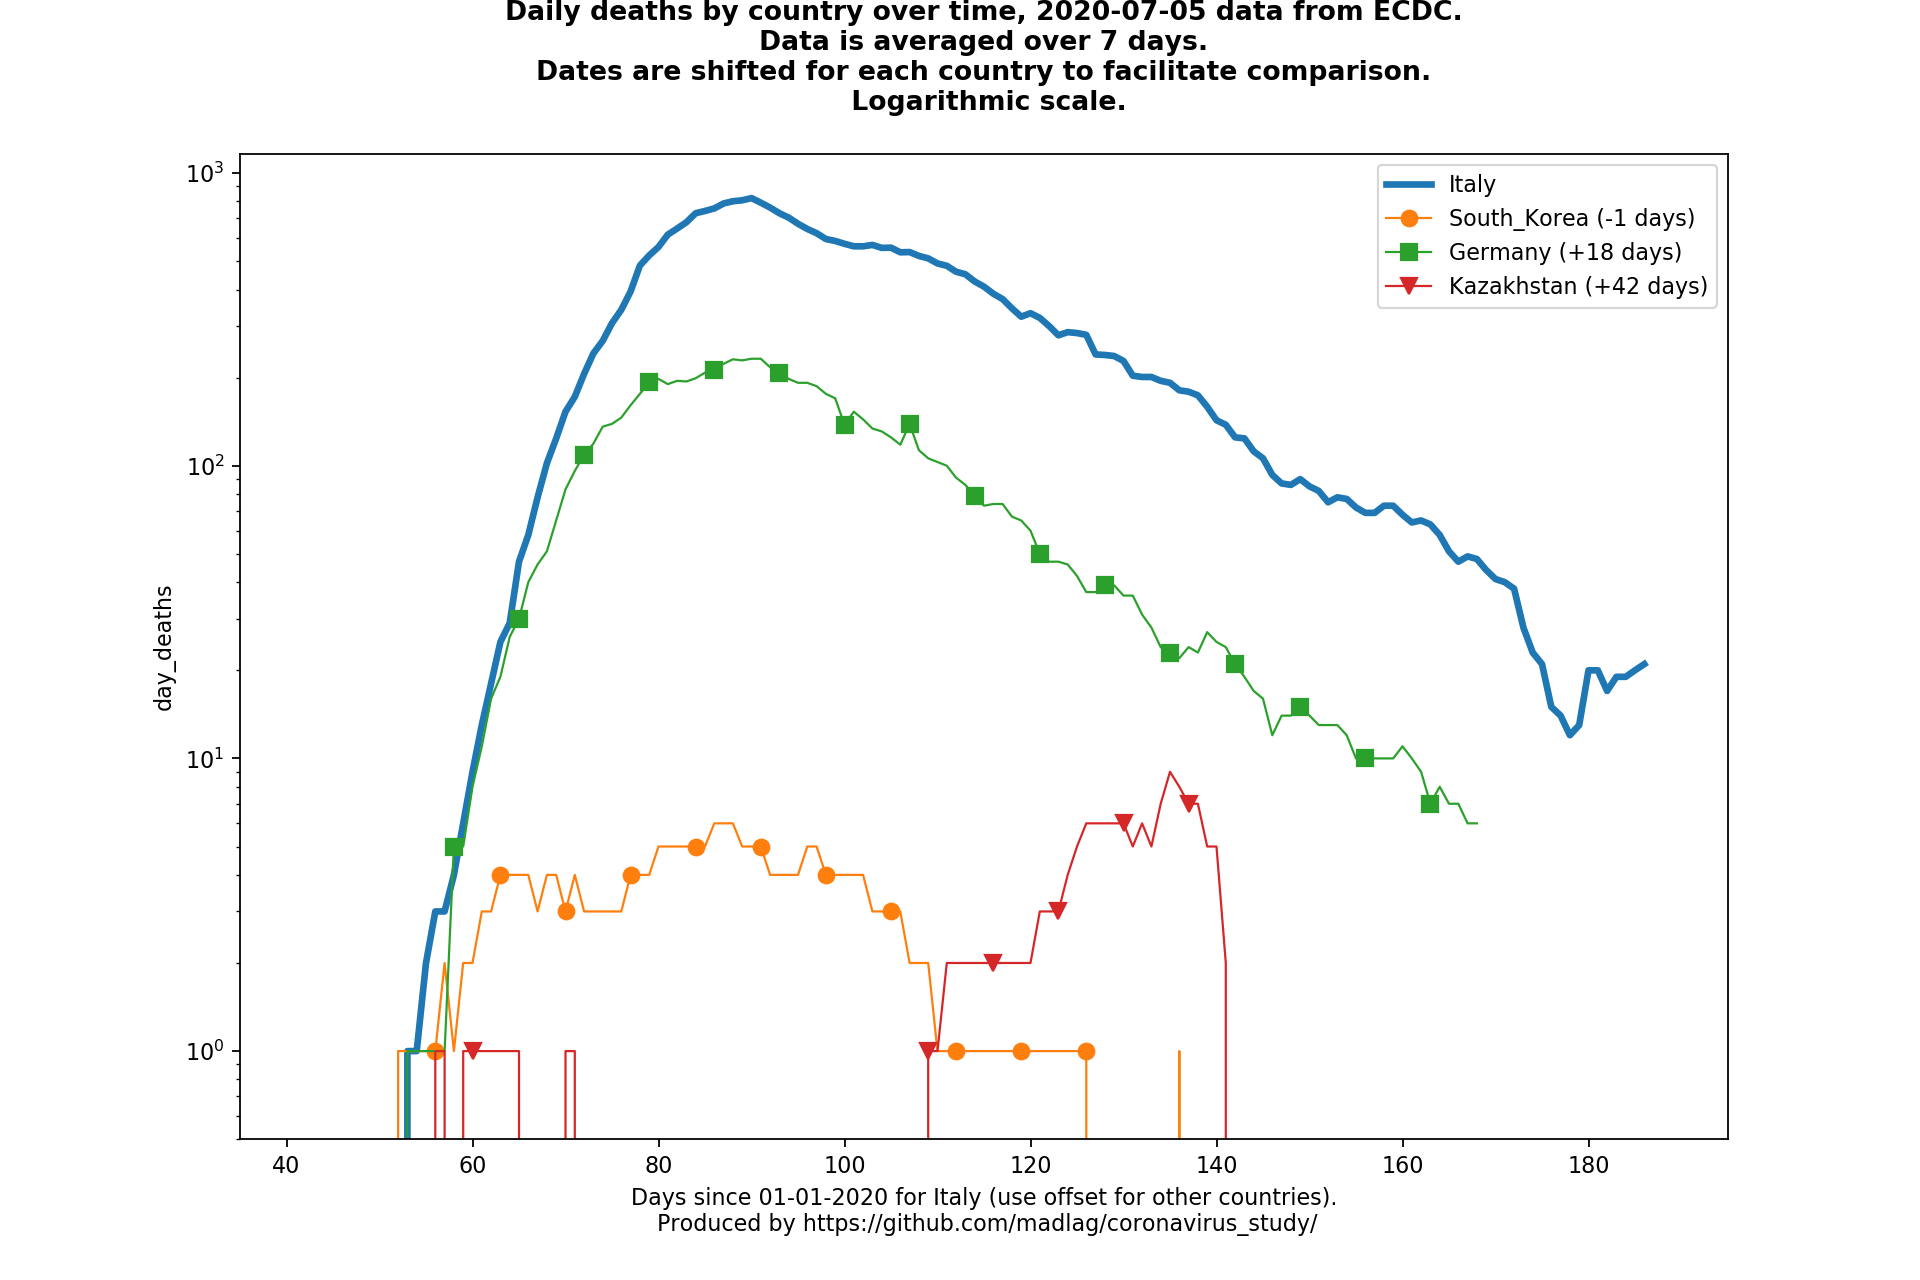 Daily deaths by country over time, 2020-07-05 data from ECDC.
Data is averaged over 7 days.
Dates are shifted for each country to facilitate comparison.
Logarithmic scale.
10³
10²
10¹
10⁰
day_deaths
Italy
South_Korea (-1 days)
Germany (+18 days)
Kazakhstan (+42 days)
40 60 80 100 120 140 160 180
Days since 01-01-2020 for Italy (use offset for other countries).
Produced by https://github.com/madlag/coronavirus_study/